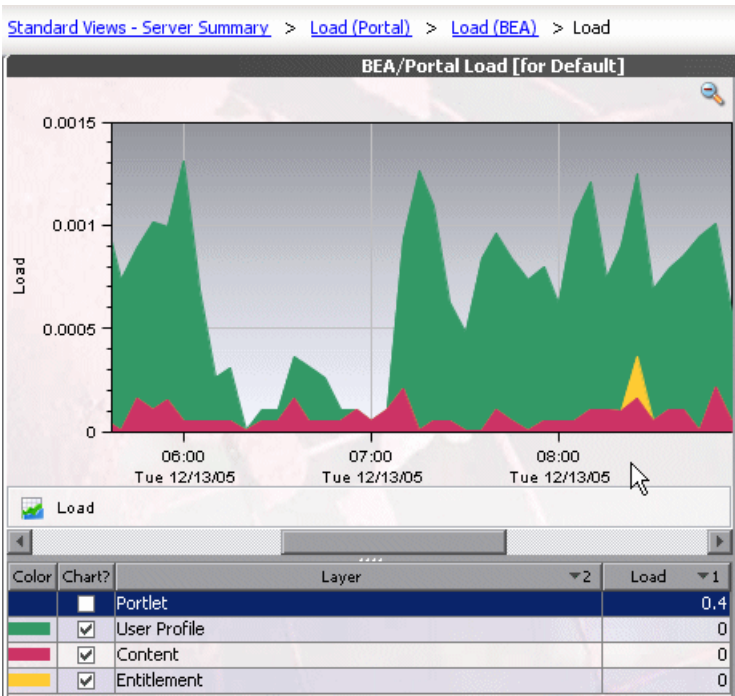 Standard Views - Server Summary > Load (Portal) > Load (BEA) > Load
BEA/Portal Load [for Default]
0.0015
0.001
0.0005
0
Load
06:00 07:00 08:00
Tue 12/13/05 Tue 12/13/05 Tue 12/13/05
Load
Color Chart? Layer 2 Load 1
Portlet 0.4
User Profile 0
Content 0
Entitlement 0